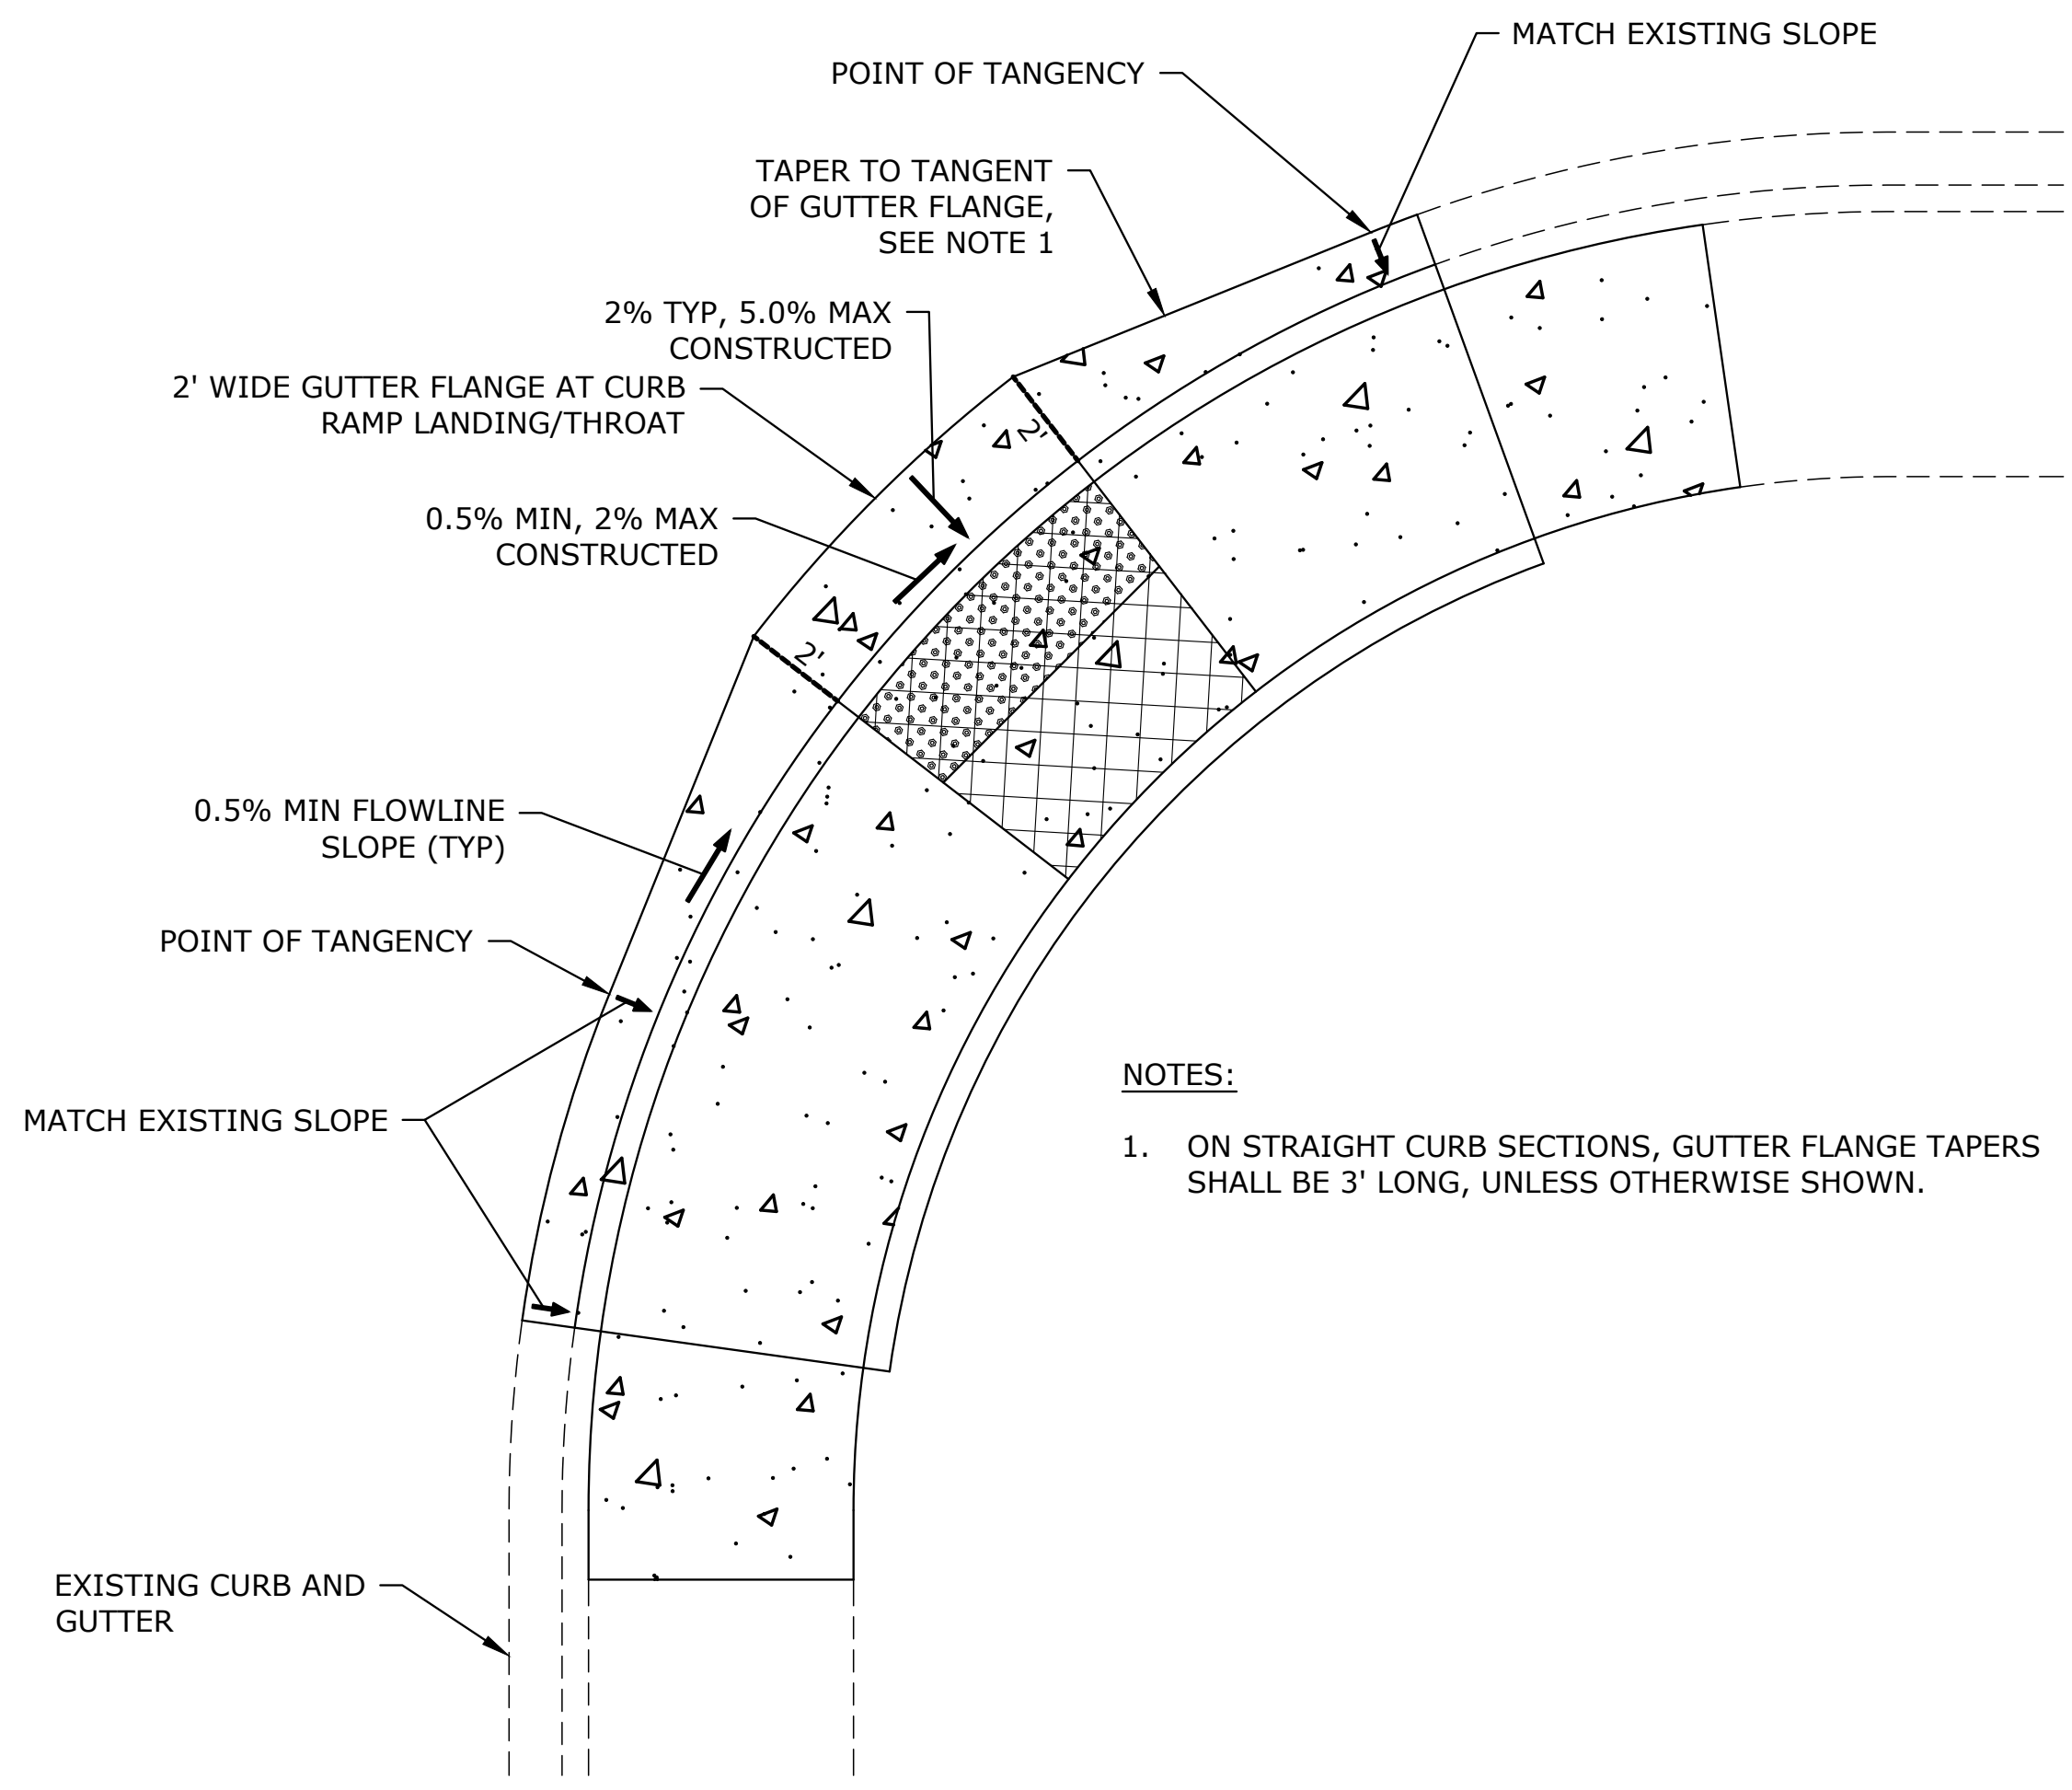 MATCH EXISTING SLOPE
POINT OF TANGENCY
TAPER TO TANGENT
OF GUTTER FLANGE,
SEE NOTE 1
2% TYP, 5.0% MAX
CONSTRUCTED
2' WIDE GUTTER FLANGE AT CURB
RAMP LANDING/THROAT
2'
0.5% MIN, 2% MAX
CONSTRUCTED
2'
0.5% MIN FLOWLINE
SLOPE (TYP)
POINT OF TANGENCY
MATCH EXISTING SLOPE
NOTES:
1. ON STRAIGHT CURB SECTIONS, GUTTER FLANGE TAPERS
SHALL BE 3' LONG, UNLESS OTHERWISE SHOWN.
EXISTING CURB AND
GUTTER